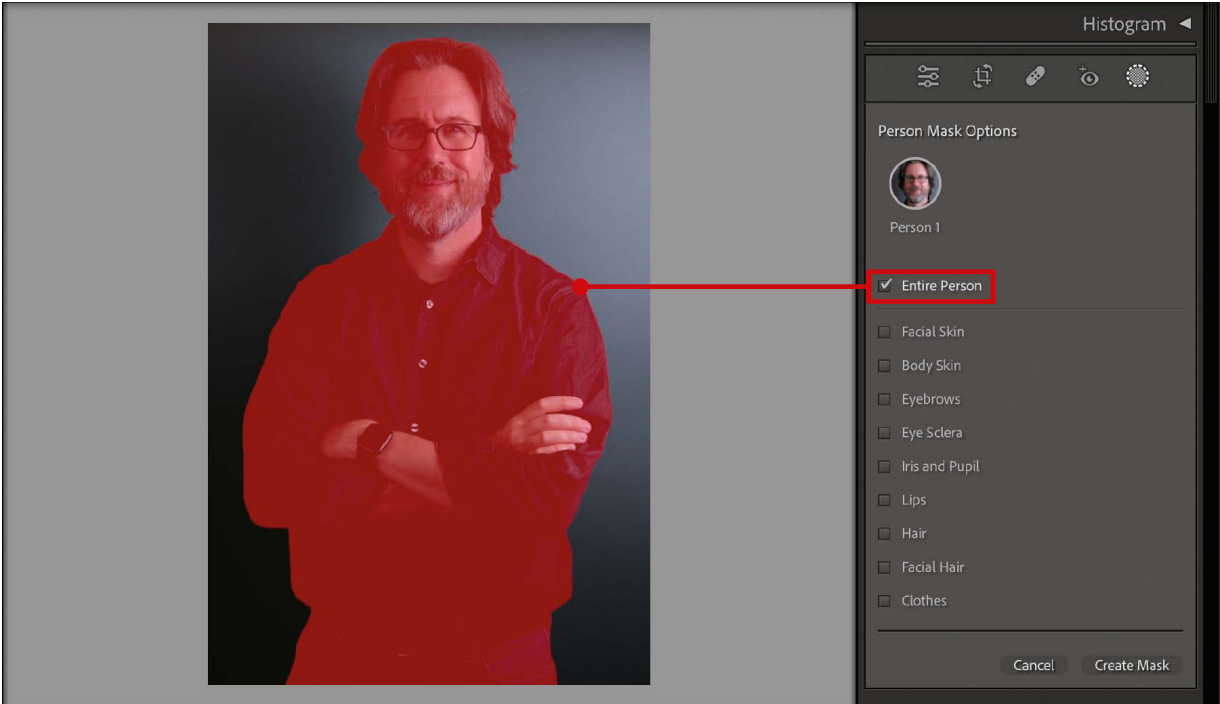 Histogram
Person Mask Options
Person 1
Entire Person
Facial Skin
Body Skin
Eyebrows
Eye Sclera
Iris and Pupil
Lips
Hair
Facial Hair
Clothes
Cancel Create Mask